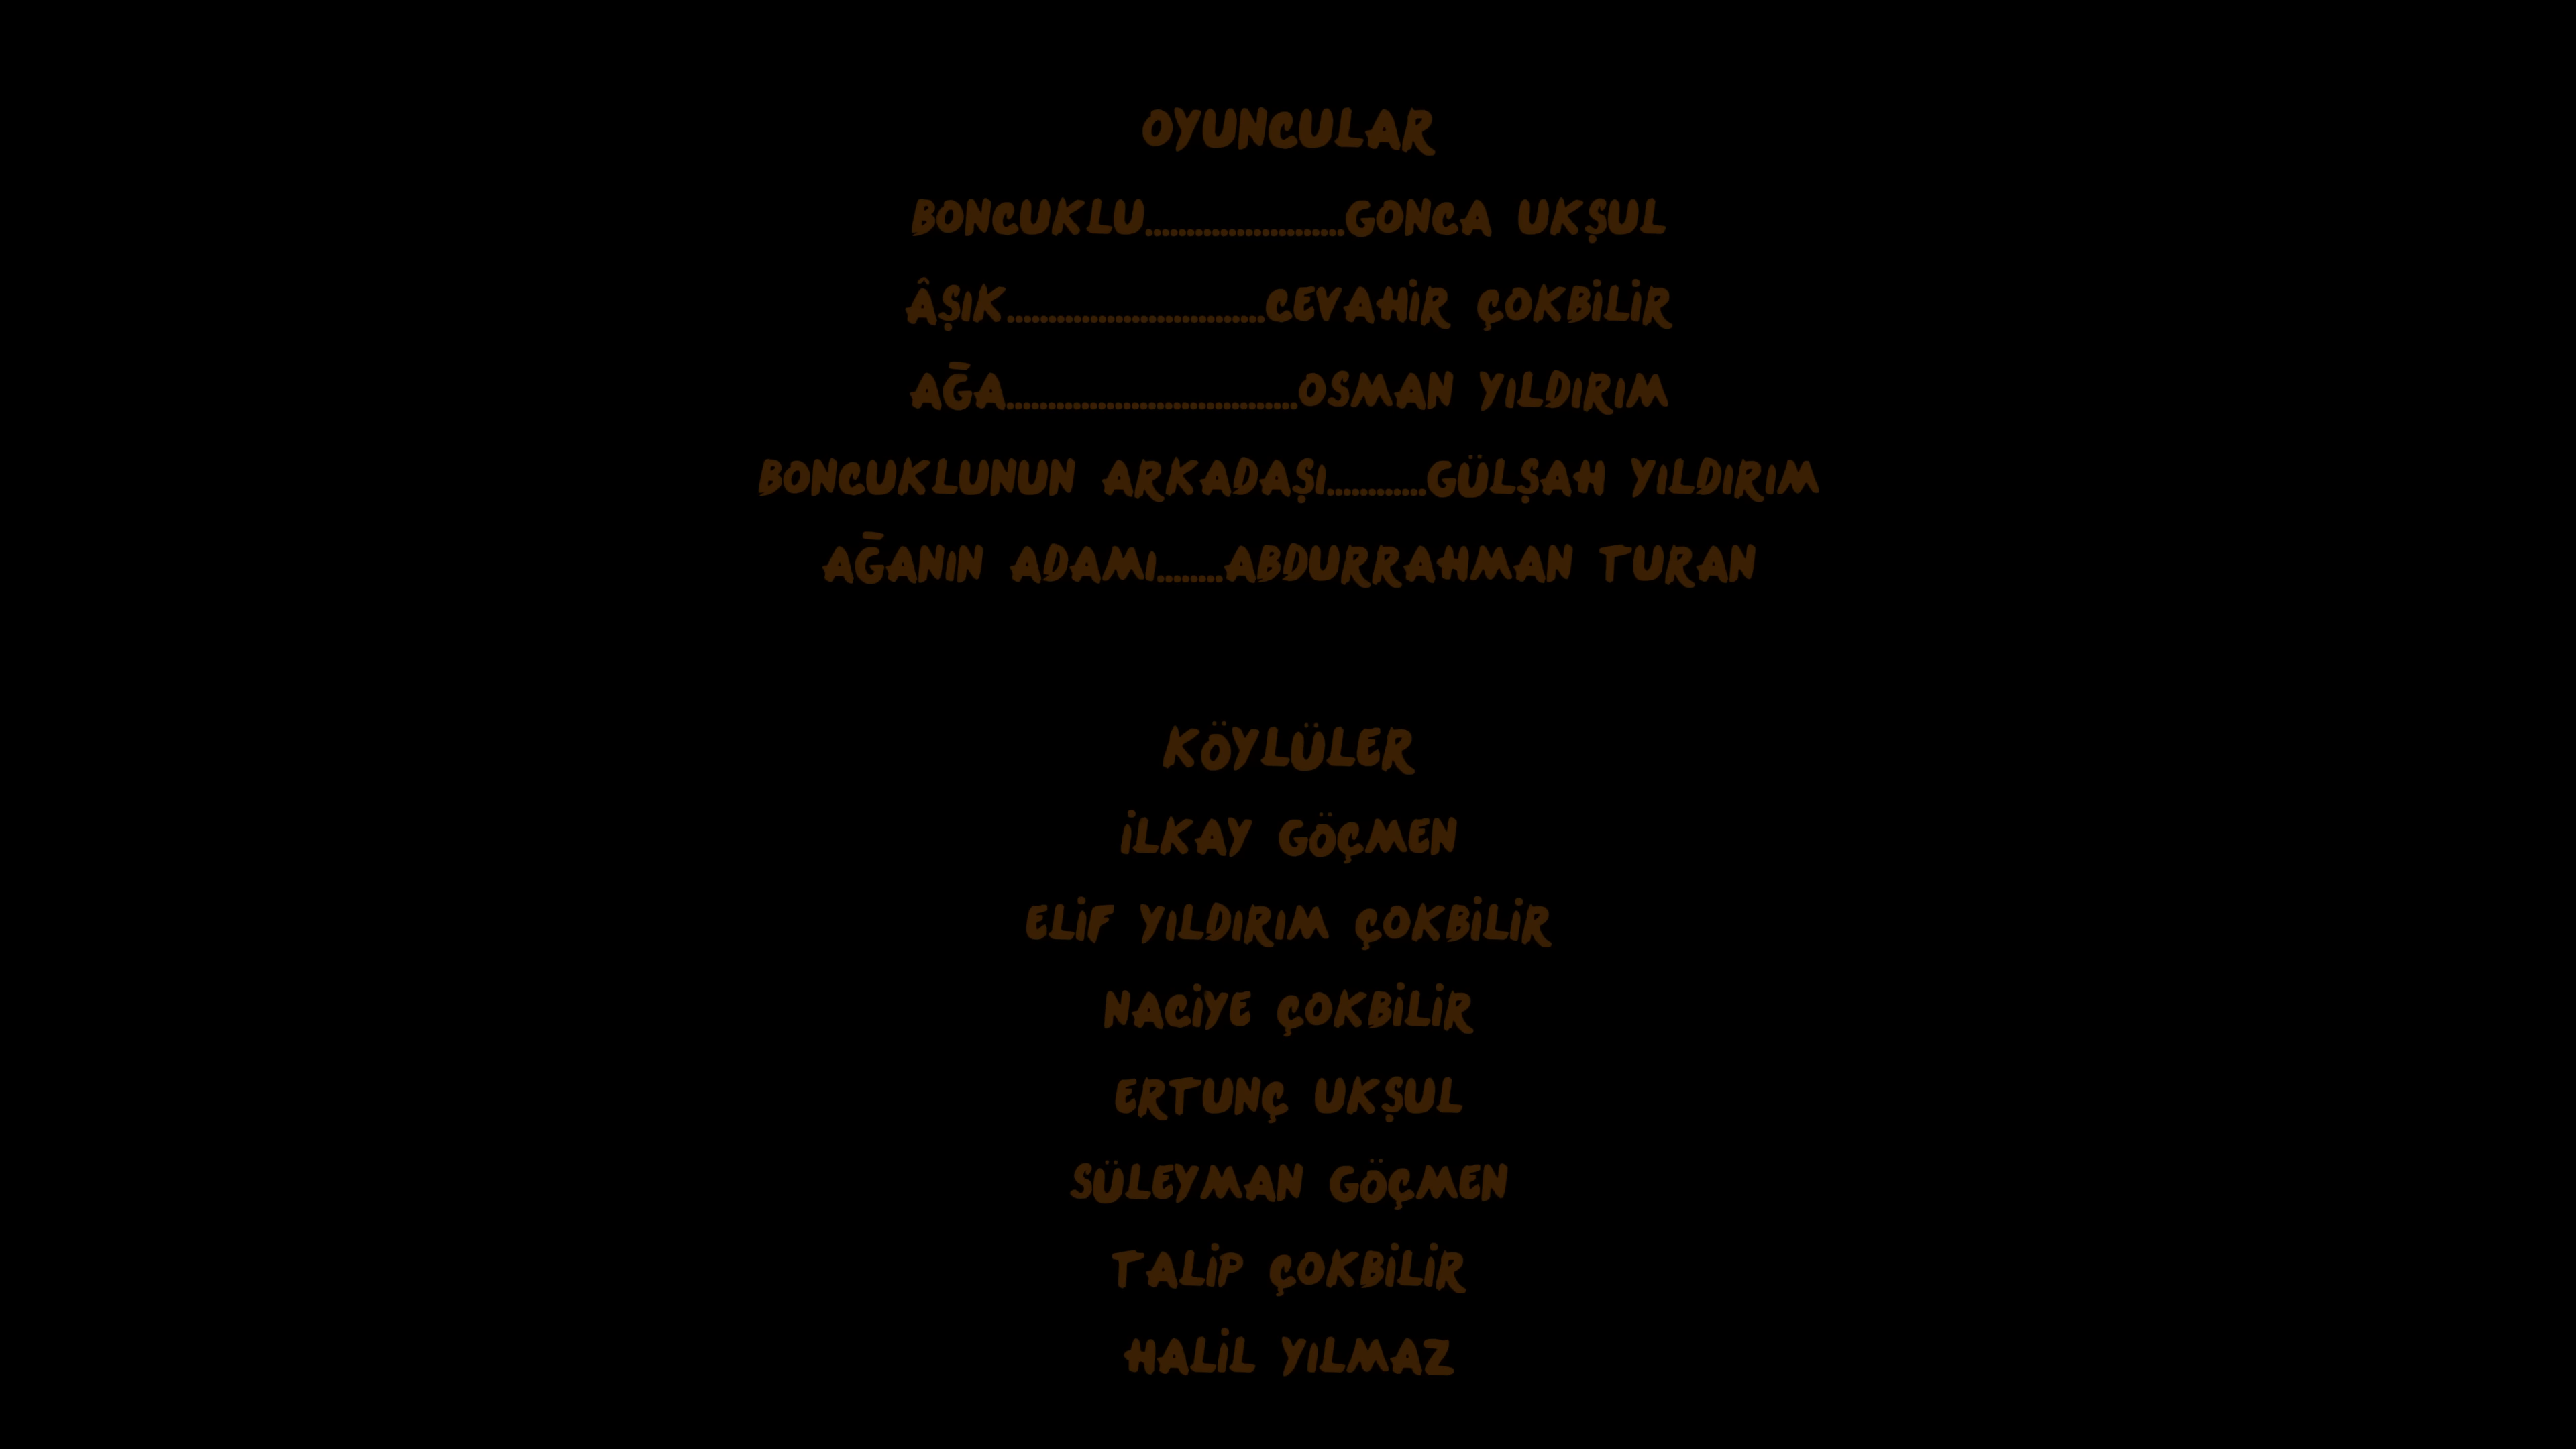 OYUNCULAR
BONCUKLU........................GONCA UKŞUL
ÂŞIK...............................CEVAHİR ÇOKBİLİR
AĞA...................................OSMAN YILDIRIM
BONCUKLUNUN ARKADAŞI............GÜLŞAH YILDIRIM
AĞANIN ADAMI........ABDURRAHMAN TURAN
KÖYLÜLER
İLKAY GÖÇMEN
ELİF YILDIRIM ÇOKBİLİR
NACİYE ÇOKBİLİR
ERTUNÇ UKŞUL
SÜLEYMAN GÖÇMEN
TALİP ÇOKBİLİR
HALİL YILMAZ